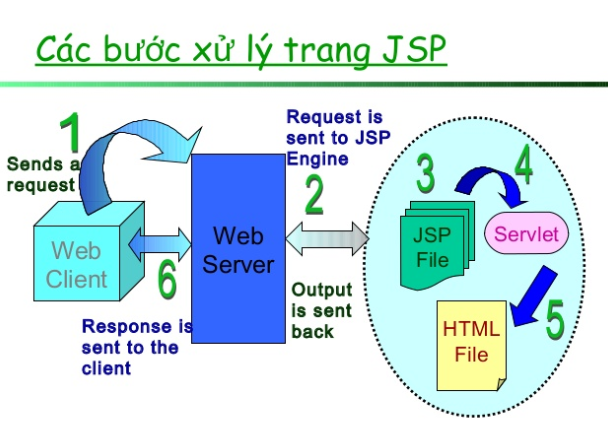 Các bước xử lý trang JSP
1
Sends a
request
Request is
sent to JSP
Engine
2
3
4
Web
Client
Web
Server
JSP
File
Servlet
6
Output
is sent
back
5
Response is
sent to the
client
HTML
File